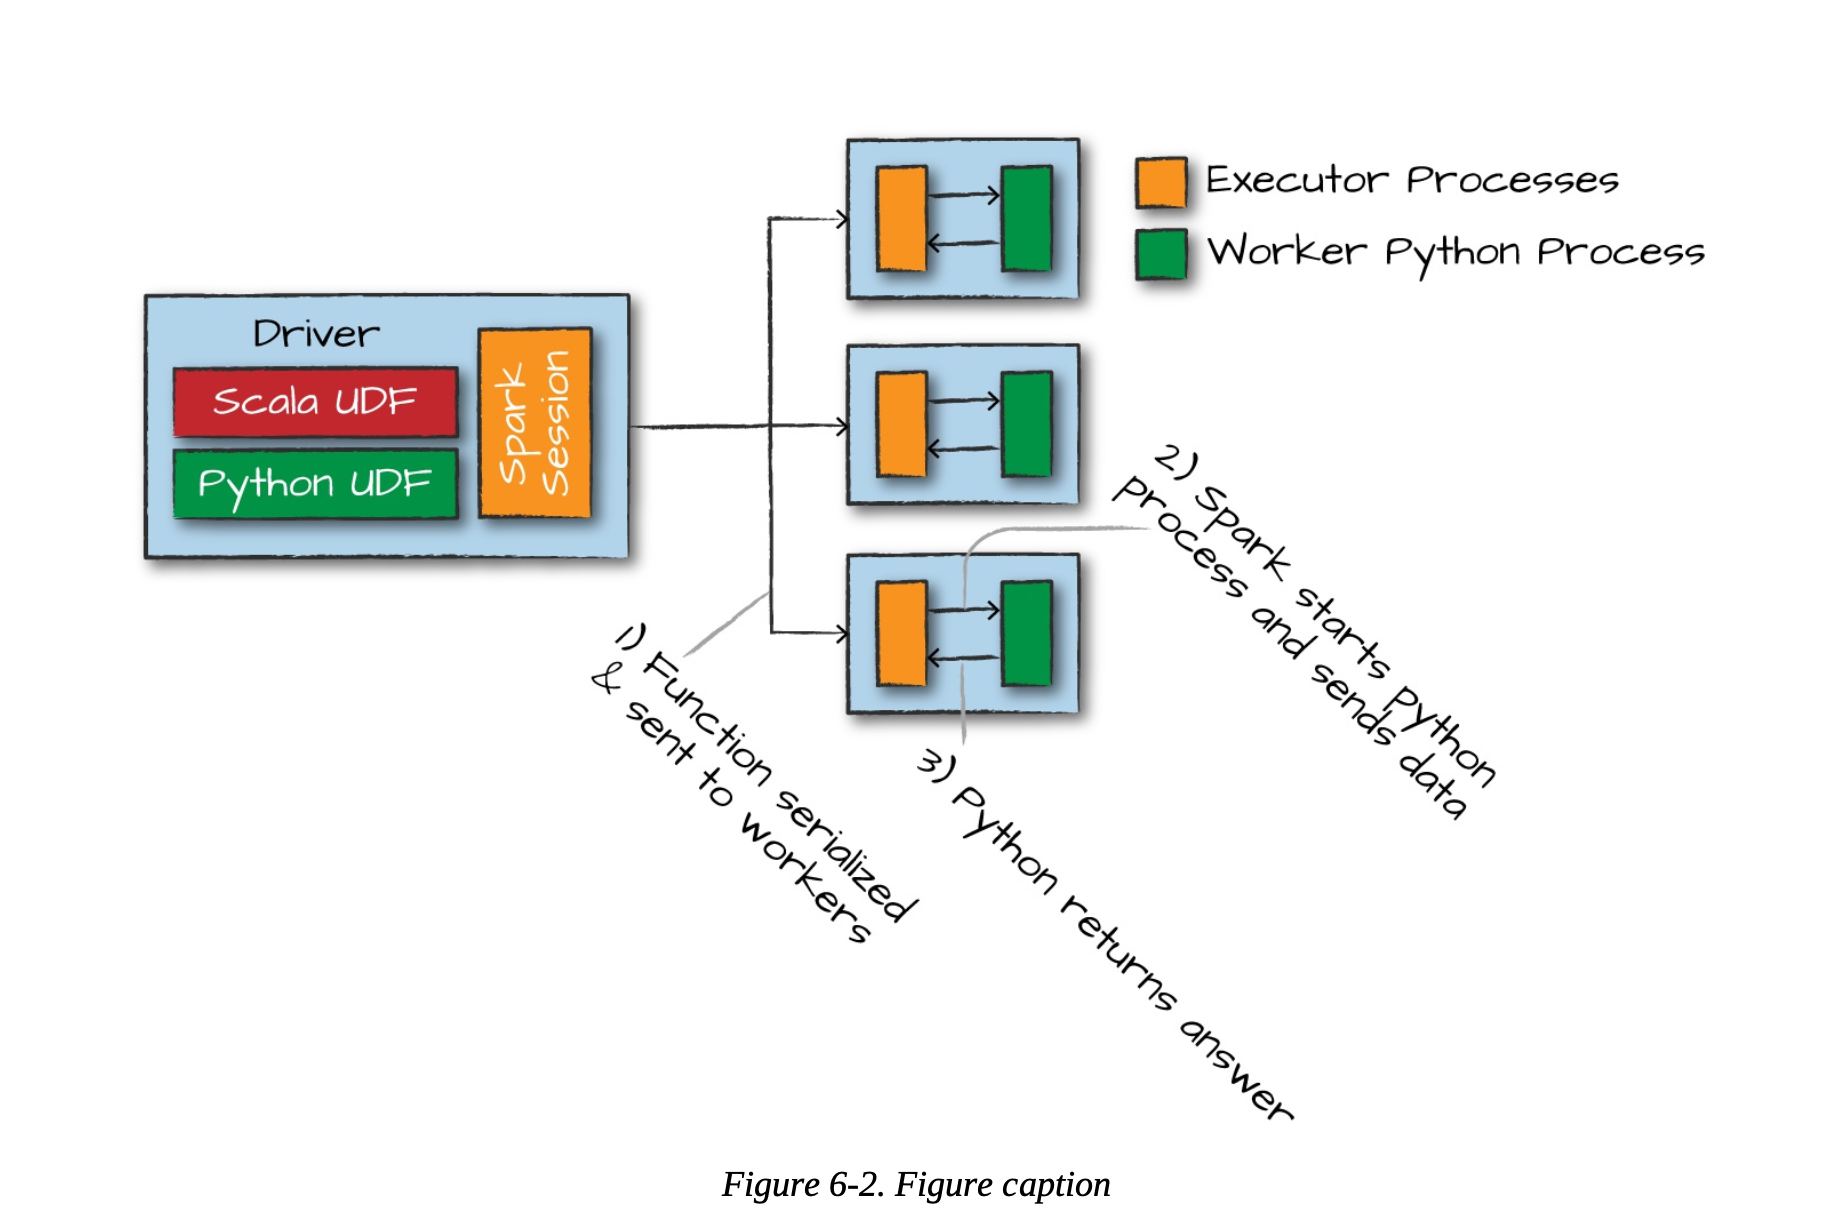 Driver
Scala UDF
Python UDF
Spark
Session
Executor Processes
Worker Python Process
1) Function serialized
& sent to workers
2) Spark starts Python
process and sends data
3) Python returns answer
Figure 6-2. Figure caption